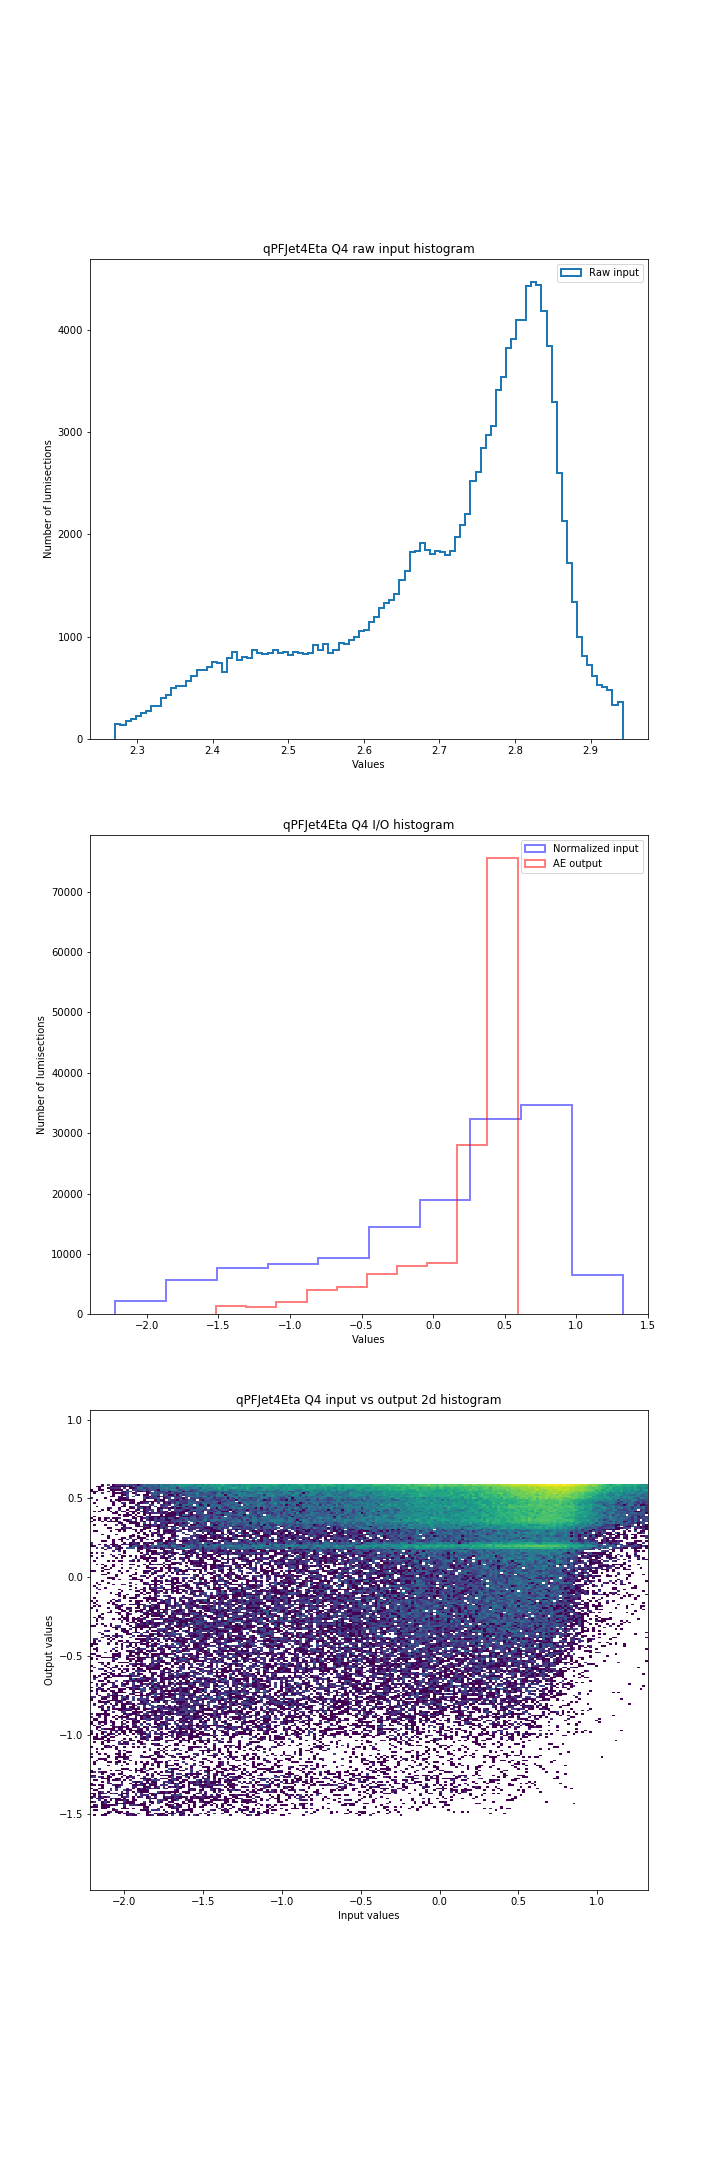 qPFJet4Eta Q4 raw input histogram
Raw input
4000
3000
2000
1000
0
Number of lumisections
2.3 2.4 2.5 2.6 2.7 2.8 2.9
Values
qPFJet4Eta Q4 I/O histogram
Normalized input
AE output
70000
60000
50000
40000
30000
20000
10000
0
Number of lumisections
−2.0 −1.5 −1.0 −0.5 0.0 0.5 1.0 1.5
Values
qPFJet4Eta Q4 input vs output 2d histogram
1.0
0.5
0.0
−0.5
−1.0
−1.5
Output values
−2.0 −1.5 −1.0 −0.5 0.0 0.5 1.0
Input values